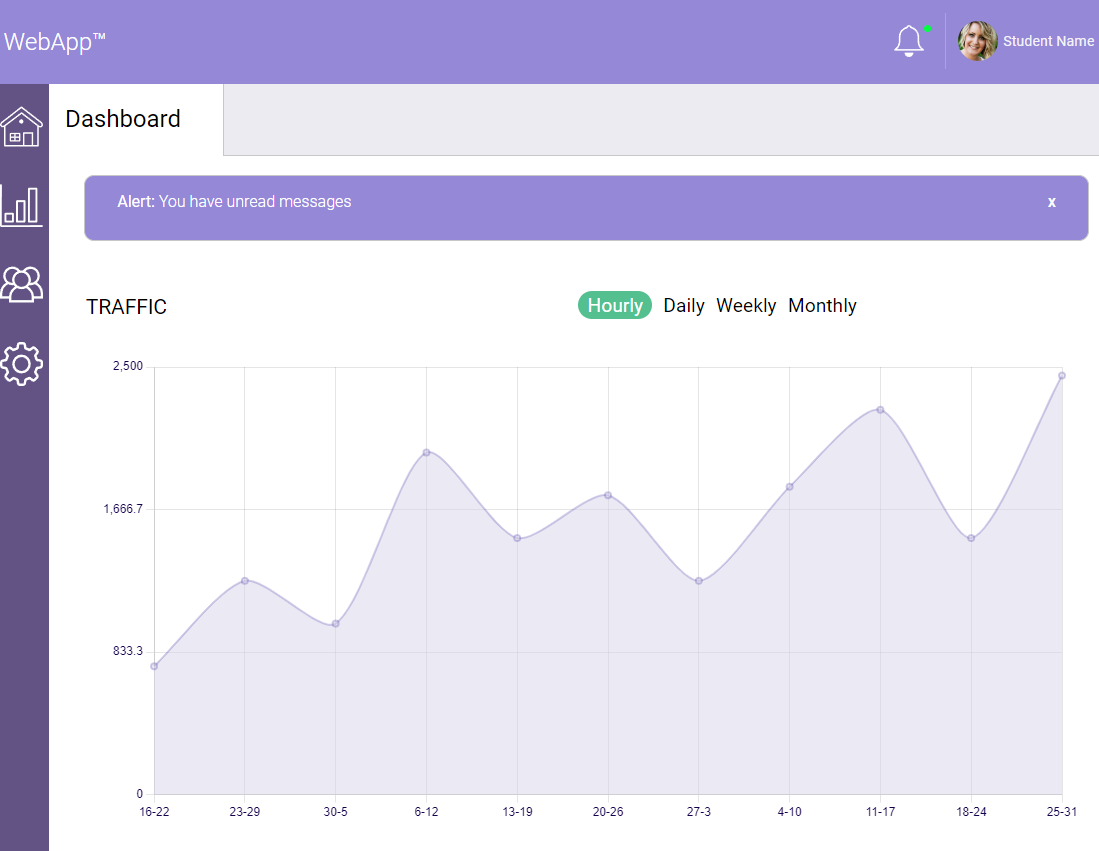 WebApp™
Student Name
Dashboard
Alert: You have unread messages
x
TRAFFIC
Hourly Daily Weekly Monthly
2,500
1,666.7
833.3
0
16-22 23-29 30-5 6-12 13-19 20-26 27-3 4-10 11-17 18-24 25-31